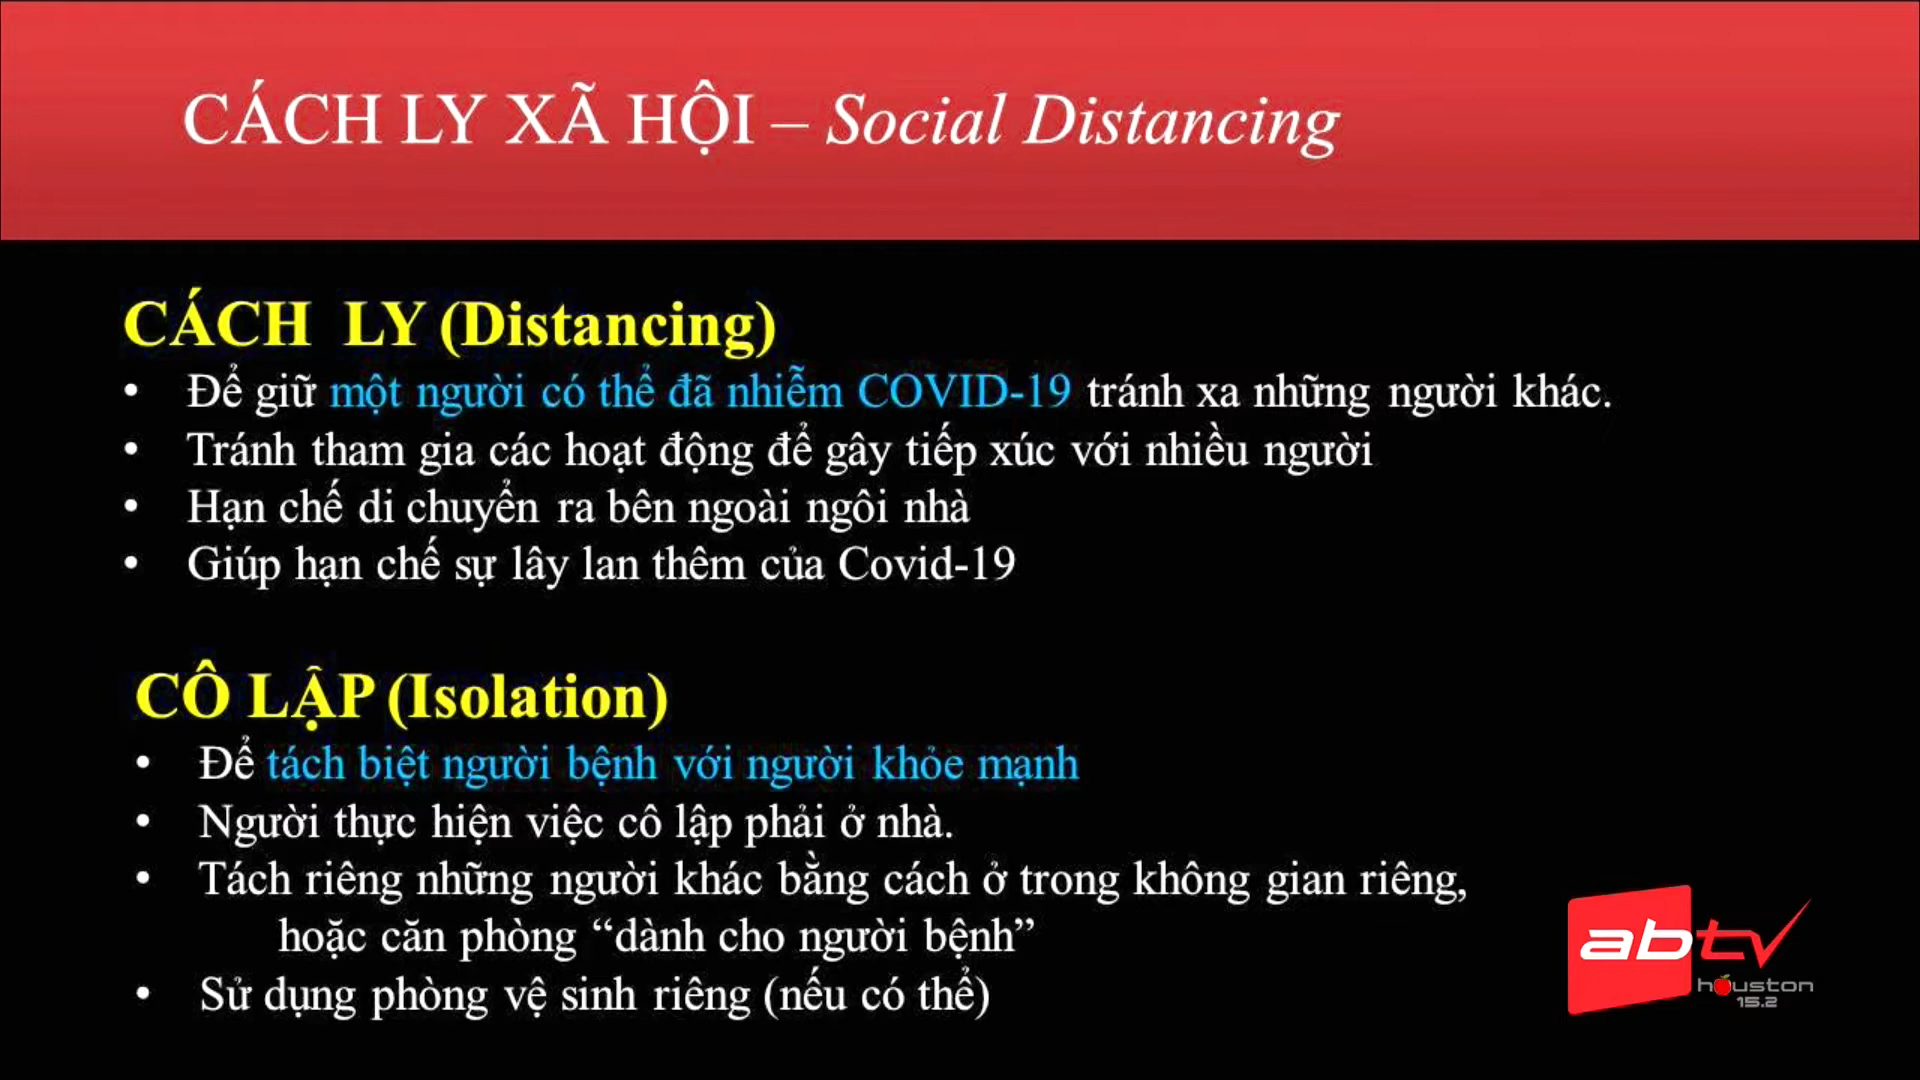 CÁCH LY XÃ HỘI – Social Distancing
CÁCH LY (Distancing)
• Để giữ một người có thể đã nhiễm COVID-19 tránh xa những người khác.
• Tránh tham gia các hoạt động để gây tiếp xúc với nhiều người
• Hạn chế di chuyển ra bên ngoài ngôi nhà
• Giúp hạn chế sự lây lan thêm của Covid-19
CÔ LẬP (Isolation)
• Để tách biệt người bệnh với người khỏe mạnh
• Người thực hiện việc cô lập phải ở nhà.
• Tách riêng những người khác bằng cách ở trong không gian riêng,
hoặc căn phòng “dành cho người bệnh”
• Sử dụng phòng vệ sinh riêng (nếu có thể)
abtv
houston
15.2